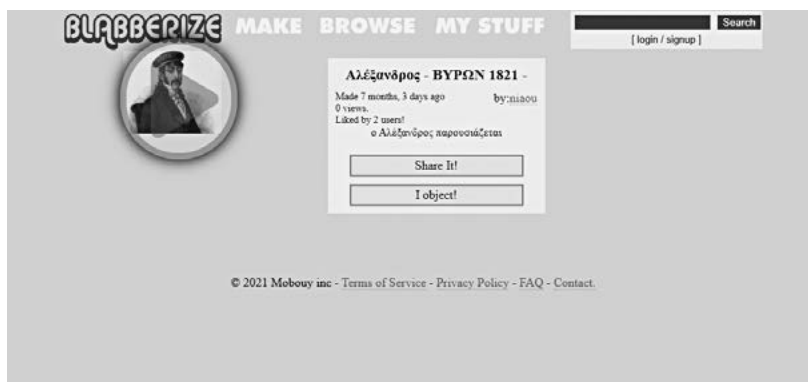 BLABBERIZE MAKE BROWSE MY STUFF
Search
[ login / signup ]
Αλέξανδρος - ΒΥΡΩΝ 1821 -
Made 7 months, 3 days ago by:niaou
0 views.
Liked by 2 users!
ο Αλέξανδρος παρουσιάζεται
Share It!
I object!
© 2021 Mobouy inc - Terms of Service - Privacy Policy - FAQ - Contact.